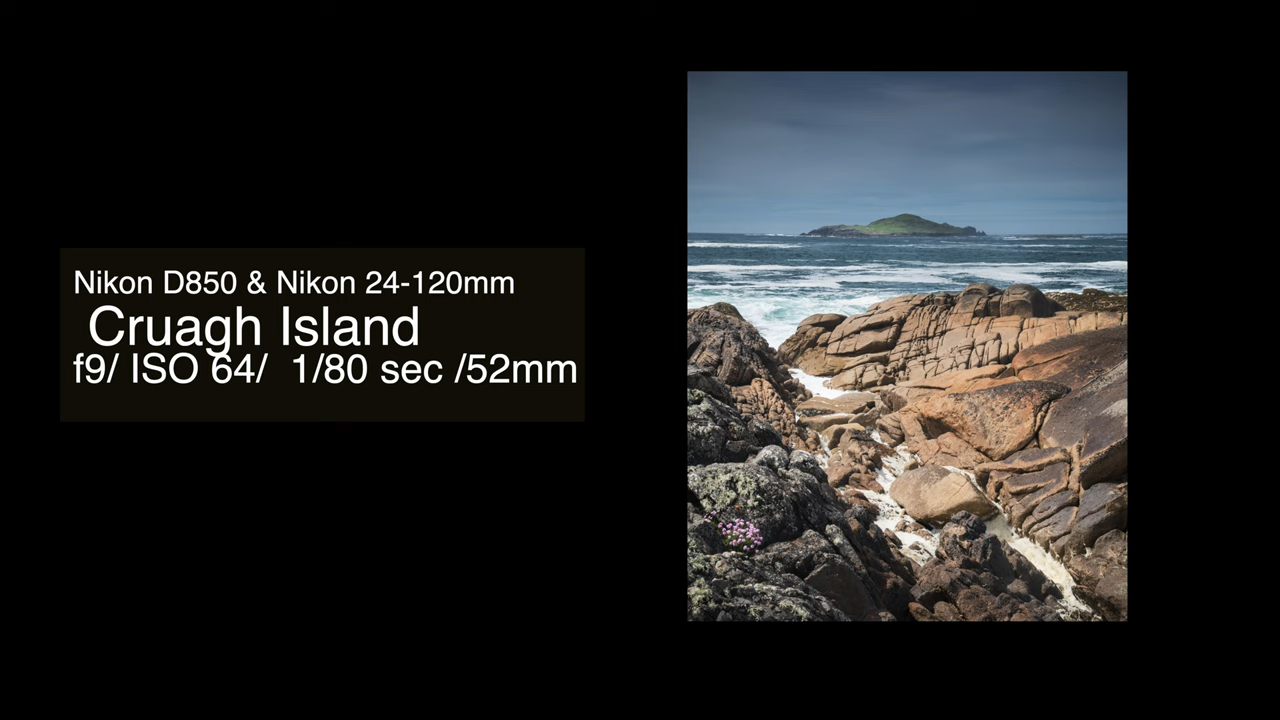 Nikon D850 & Nikon 24-120mm
Cruagh Island
f9/ ISO 64/  1/80 sec /52mm